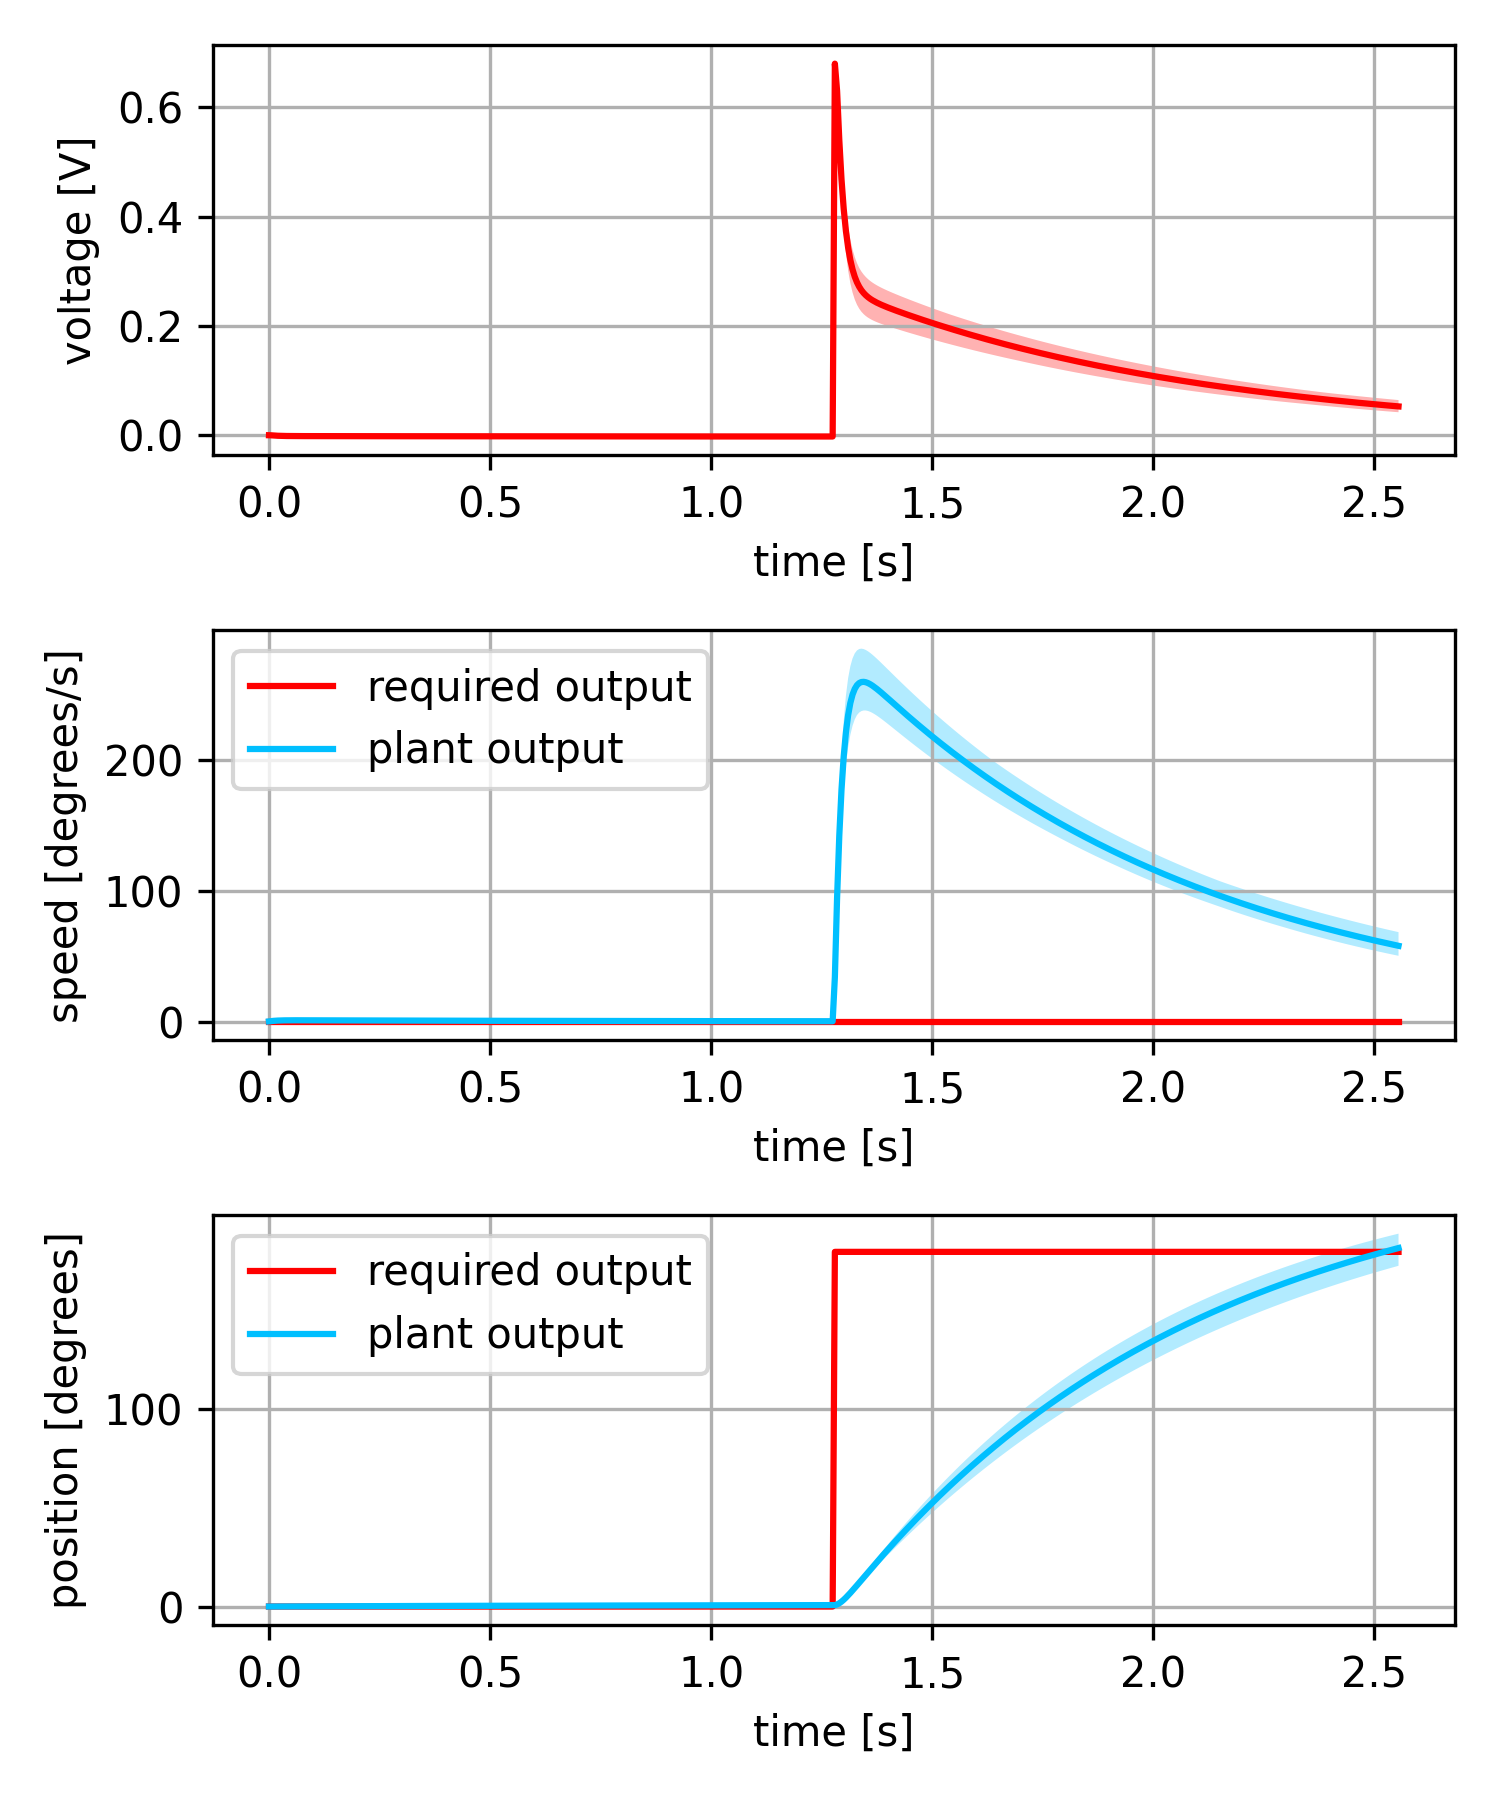 voltage [V]
0.6
0.4
0.2
0.0
0.0 0.5 1.0 1.5 2.0 2.5
time [s]
speed [degrees/s]
required output
plant output
200
100
0
0.0 0.5 1.0 1.5 2.0 2.5
time [s]
position [degrees]
required output
plant output
100
0
0.0 0.5 1.0 1.5 2.0 2.5
time [s]